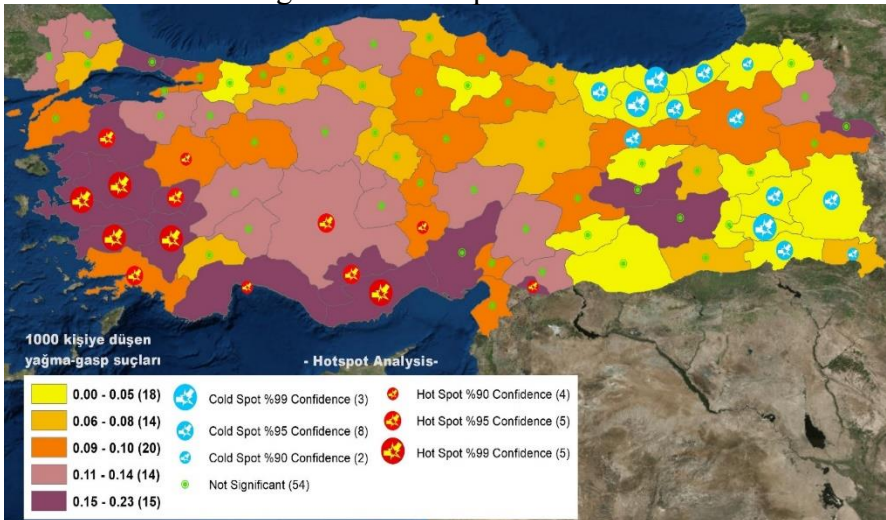 1000 kişiye düşen
yağma-gasp suçları
- Hotspot Analysis-
0.00 - 0.05 (18)
0.06 - 0.08 (14)
0.09 - 0.10 (20)
0.11 - 0.14 (14)
0.15 - 0.23 (15)
Cold Spot %99 Confidence (3)
Cold Spot %95 Confidence (8)
Cold Spot %90 Confidence (2)
Not Significant (54)
Hot Spot %90 Confidence (4)
Hot Spot %95 Confidence (5)
Hot Spot %99 Confidence (5)